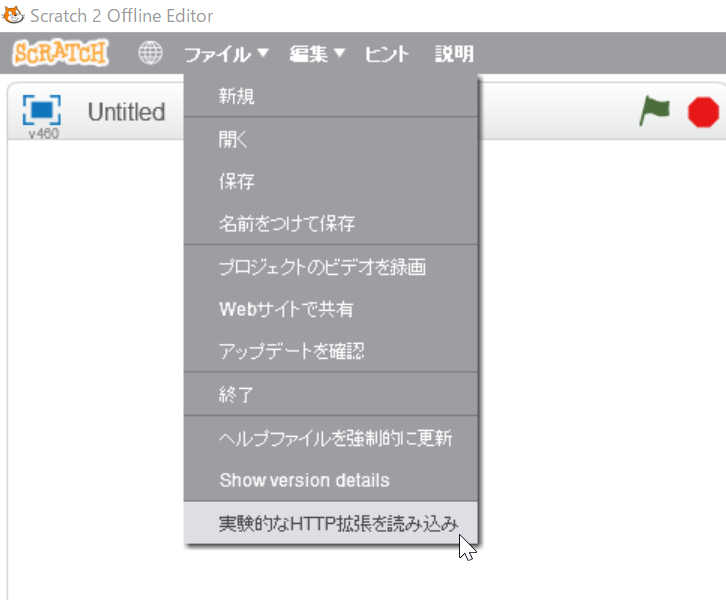 Scratch 2 Offline Editor
SCRATCH ファイル▼ 編集▼ ヒント 説明
v460 Untitled
新規
開く
保存
名前をつけて保存
プロジェクトのビデオを録画
Webサイトで共有
アップデートを確認
終了
ヘルプファイルを強制的に更新
Show version details
実験的なHTTP拡張を読み込み